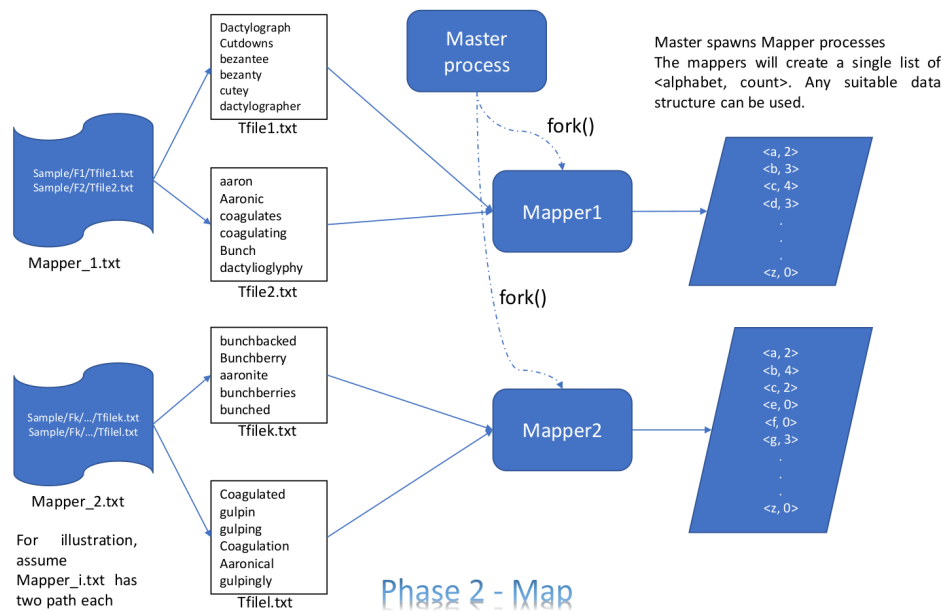 Dactylograph
Cutdowns
bezantee
bezanty
cutey
dactylographer
Tfile1.txt
Master
process
Master spawns Mapper processes
The mappers will create a single list of
<alphabet, count>. Any suitable data
structure can be used.
fork()
Sample/F1/Tfile1.txt
Sample/F2/Tfile2.txt
Mapper_1.txt
aaron
Aaronic
coagulates
coagulating
Bunch
dactylioglyphy
Tfile2.txt
Mapper1
<a, 2>
<b, 3>
<c, 4>
<d, 3>
.
.
.
<z, 0>
fork()
bunchbacked
Bunchberry
aaronite
bunchberries
bunched
Tfilek.txt
Sample/Fk/.../Tfilek.txt
Sample/Fk/.../Tfilel.txt
Mapper_2.txt
Mapper2
<a, 2>
<b, 4>
<c, 2>
<e, 0>
<f, 0>
<g, 3>
.
.
.
<z, 0>
Coagulated
gulpin
gulping
Coagulation
Aaronical
gulpingly
Tfilel.txt
For illustration,
assume
Mapper_i.txt has
two path each
Phase 2 - Map